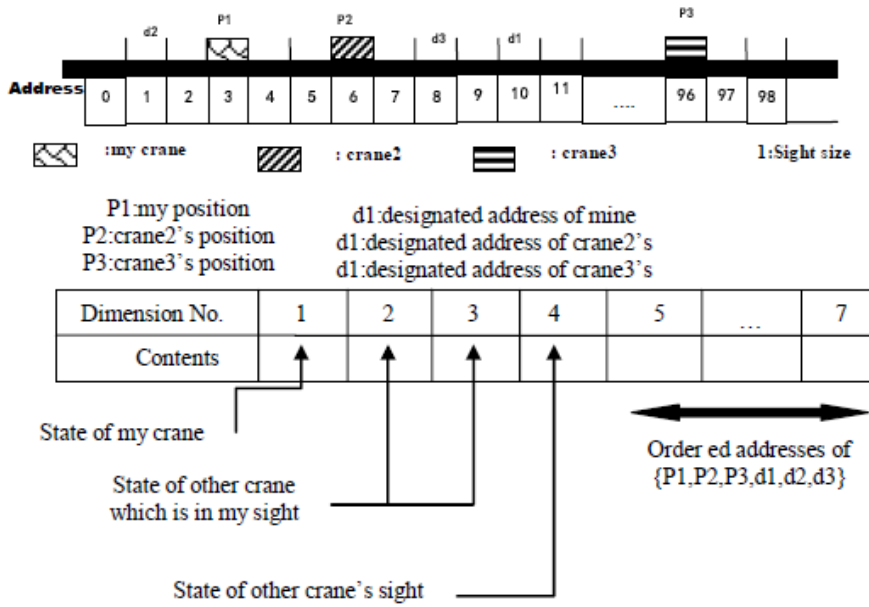 P1 P2 P3
d2 d3 d1
Address 0 1 2 3 4 5 6 7 8 9 10 11 .... 96 97 98
:my crane : crane2 : crane3 1:Sight size
P1:my position
P2:crane2's position
P3:crane3's position
d1:designated address of mine
d1:designated address of crane2's
d1:designated address of crane3's
Dimension No. 1 2 3 4 5 ... 7
Contents
State of my crane
Order ed addresses of
{P1,P2,P3,d1,d2,d3}
State of other crane
which is in my sight
State of other crane's sight